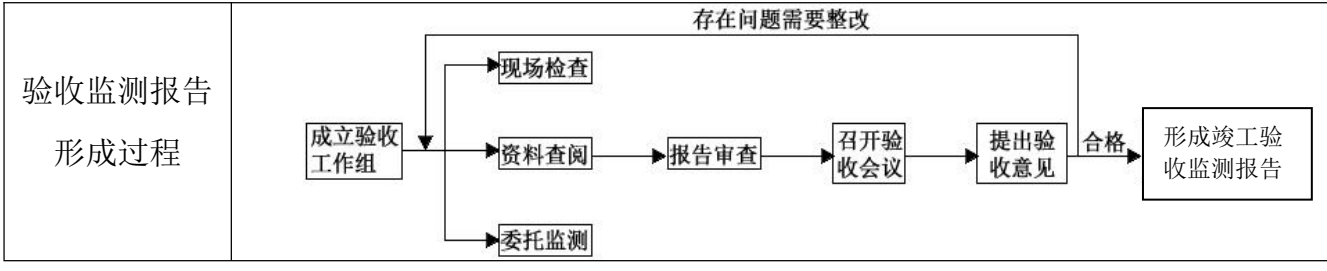 验收监测报告
形成过程
存在问题需要整改
现场检查
成立验收
工作组
资料查阅
报告审查
召开验
收会议
提出验
收意见
合格
形成竣工验
收监测报告
委托监测